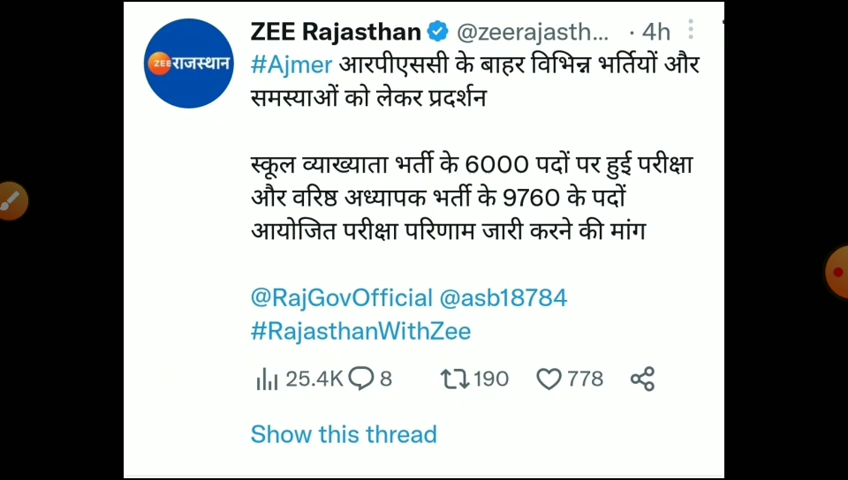 ZEE Rajasthan @zeerajasth... · 4h
ZEE राजस्थान
#Ajmer आरपीएससी के बाहर विभिन्न भर्तियों और
समस्याओं को लेकर प्रदर्शन
स्कूल व्याख्याता भर्ती के 6000 पदों पर हुई परीक्षा
और वरिष्ठ अध्यापक भर्ती के 9760 के पदों
आयोजित परीक्षा परिणाम जारी करने की मांग
@RajGovOfficial @asb18784
#RajasthanWithZee
25.4K 8 190 778
Show this thread